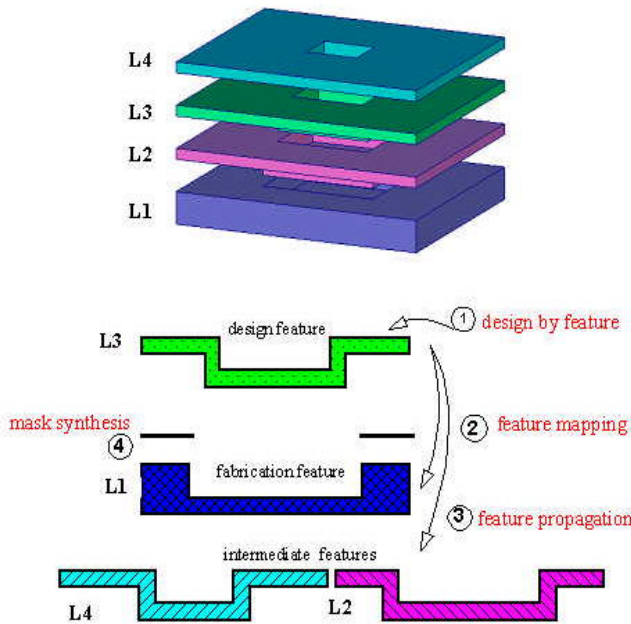 L4
L3
L2
L1
design feature
1
design by feature
L3
mask synthesis
4
2
feature mapping
fabrication feature
L1
3
feature propagation
intermediate features
L4
L2